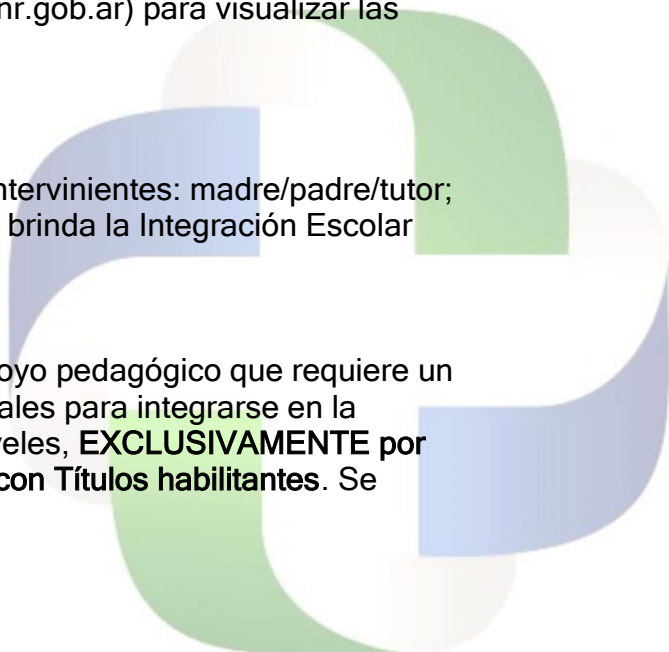 nr.gob.ar) para visualizar las
ntervinientes: madre/padre/tutor;
brinda la Integración Escolar
oyo pedagógico que requiere un
ales para integrarse en la
veles, EXCLUSIVAMENTE por
con Títulos habilitantes. Se